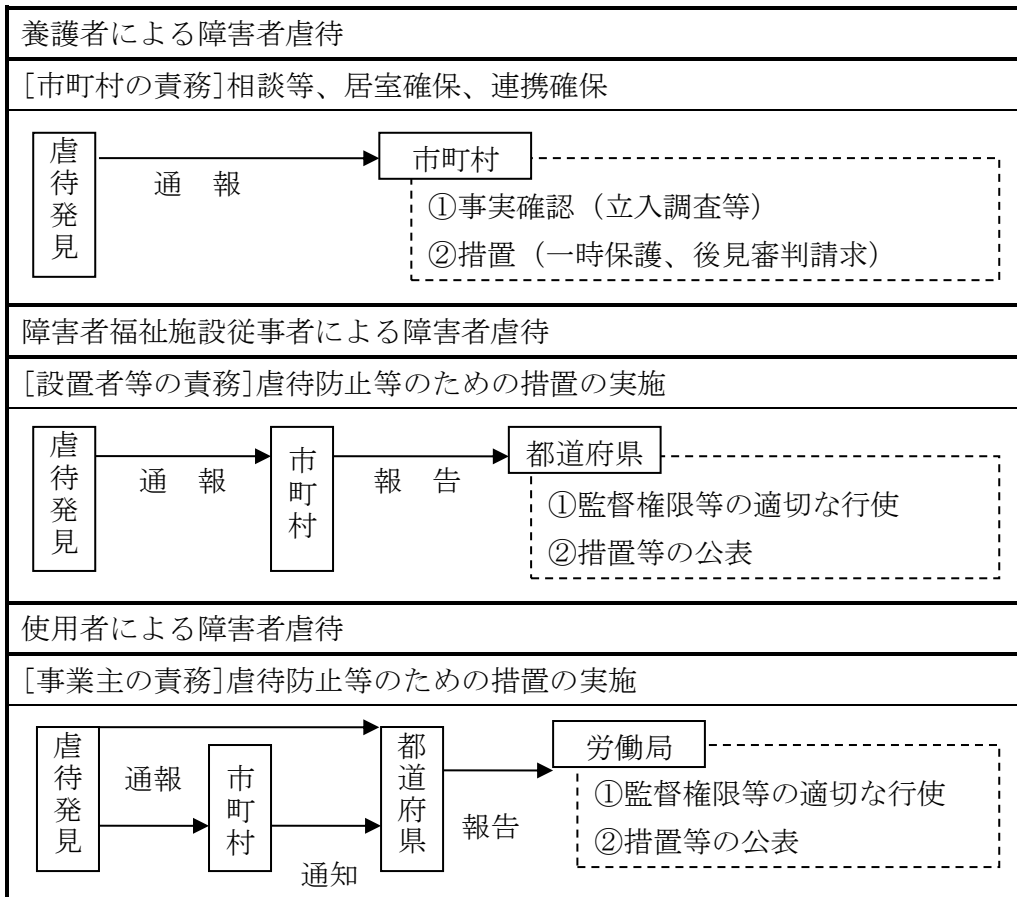 養護者による障害者虐待
[市町村の責務]相談等、居室確保、連携確保
虐待発見
通 報
市町村
①事実確認（立入調査等）
②措置（一時保護、後見審判請求）
障害者福祉施設従事者による障害者虐待
[設置者等の責務]虐待防止等のための措置の実施
虐待発見
通 報
市町村
報 告
都道府県
①監督権限等の適切な行使
②措置等の公表
使用者による障害者虐待
[事業主の責務]虐待防止等のための措置の実施
虐待発見
通報
市町村
通知
都道府県
報告
労働局
①監督権限等の適切な行使
②措置等の公表